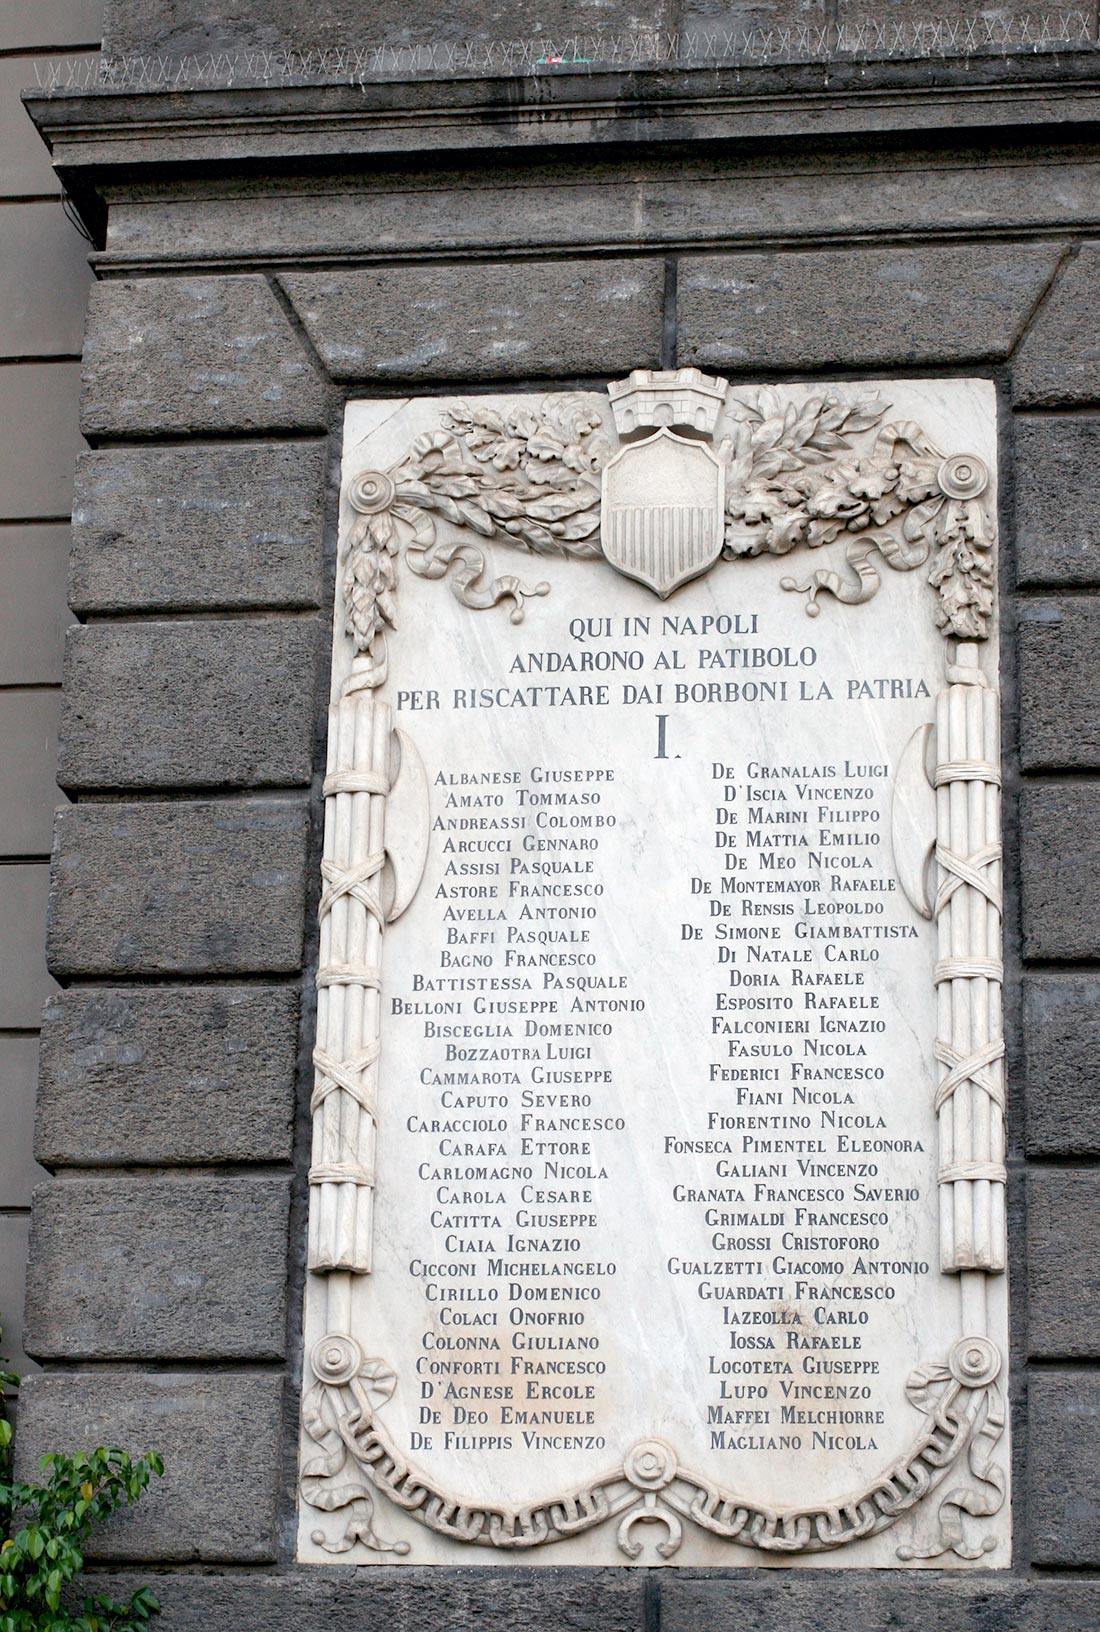 QUI IN NAPOLI
ANDARONO AL PATIBOLO
PER RISCATTARE DAI BORBONI LA PATRIA
I.
ALBANESE GIUSEPPE
AMATO TOMMASO
ANDREASSI COLOMBO
ARCUCCI GENNARO
ASSISI PASQUALE
ASTORE FRANCESCO
AVELLA ANTONIO
BAFFI PASQUALE
BAGNO FRANCESCO
BATTISTESSA PASQUALE
BELLONI GIUSEPPE ANTONIO
BISCEGLIA DOMENICO
BOZZAOTRA LUIGI
CAMMAROTA GIUSEPPE
CAPUTO SEVERO
CARACCIOLO FRANCESCO
CARAFA ETTORE
CARLOMAGNO NICOLA
CAROLA CESARE
CATITTA GIUSEPPE
CIAIA IGNAZIO
CICCONI MICHELANGELO
CIRILLO DOMENICO
COLACI ONOFRIO
COLONNA GIULIANO
CONFORTI FRANCESCO
D'AGNESE ERCOLE
DE DEO EMANUELE
DE FILIPPIS VINCENZO
DE GRANALAIS LUIGI
D'ISCIA VINCENZO
DE MARINI FILIPPO
DE MATTIA EMILIO
DE MEO NICOLA
DE MONTEMAYOR RAFAELE
DE RENSIS LEOPOLDO
DE SIMONE GIAMBATTISTA
DI NATALE CARLO
DORIA RAFAELE
ESPOSITO RAFAELE
FALCONIERI IGNAZIO
FASULO NICOLA
FEDERICI FRANCESCO
FIANI NICOLA
FIORENTINO NICOLA
FONSECA PIMENTEL ELEONORA
GALIANI VINCENZO
GRANATA FRANCESCO SAVERIO
GRIMALDI FRANCESCO
GROSSI CRISTOFORO
GUALZETTI GIACOMO ANTONIO
GUARDATI FRANCESCO
IAZEOLLA CARLO
IOSSA RAFAELE
LOGOTETA GIUSEPPE
LUPO VINCENZO
MAFFEI MELCHIORRE
MAGLIANO NICOLA